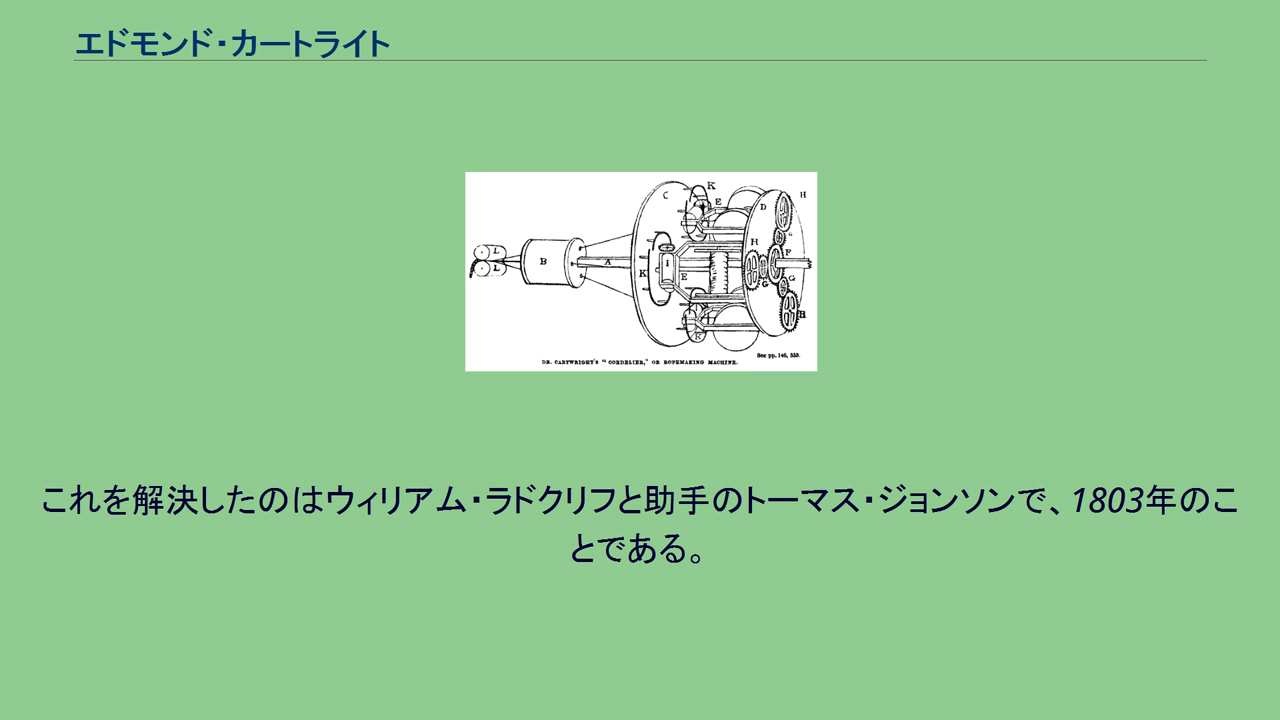 エドモンド・カートライト
C
K
E
D
H
L
B
A
K
I
E
H
G
F
G
G
L
K
H
See pp. 146, 359.
DR. CARTWRIGHT'S "CORDELIER," OR ROPEMAKING MACHINE.
これを解決したのはウィリアム・ラドクリフと助手のトーマス・ジョンソンで、1803年のこ
とである。